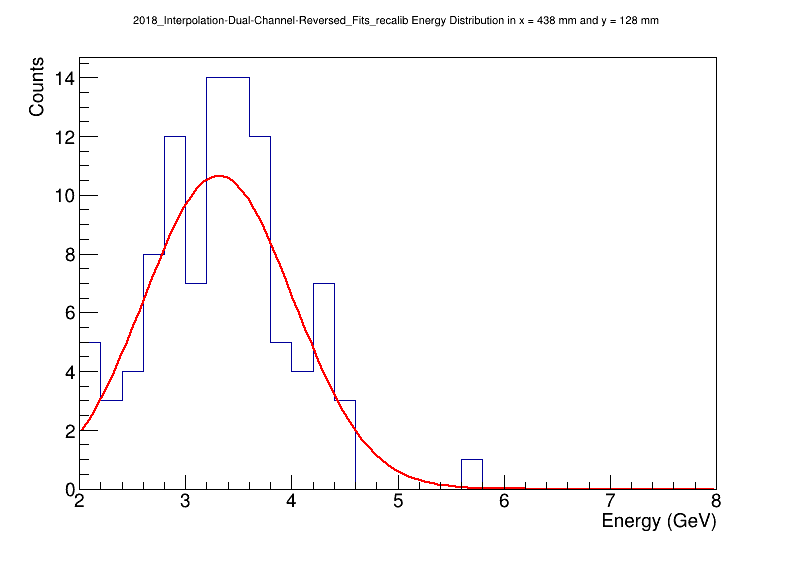 2018_Interpolation-Dual-Channel-Reversed_Fits_recalib Energy Distribution in x = 438 mm and y = 128 mm
Counts
14
12
10
8
6
4
2
0
2 3 4 5 6 7 8
Energy (GeV)